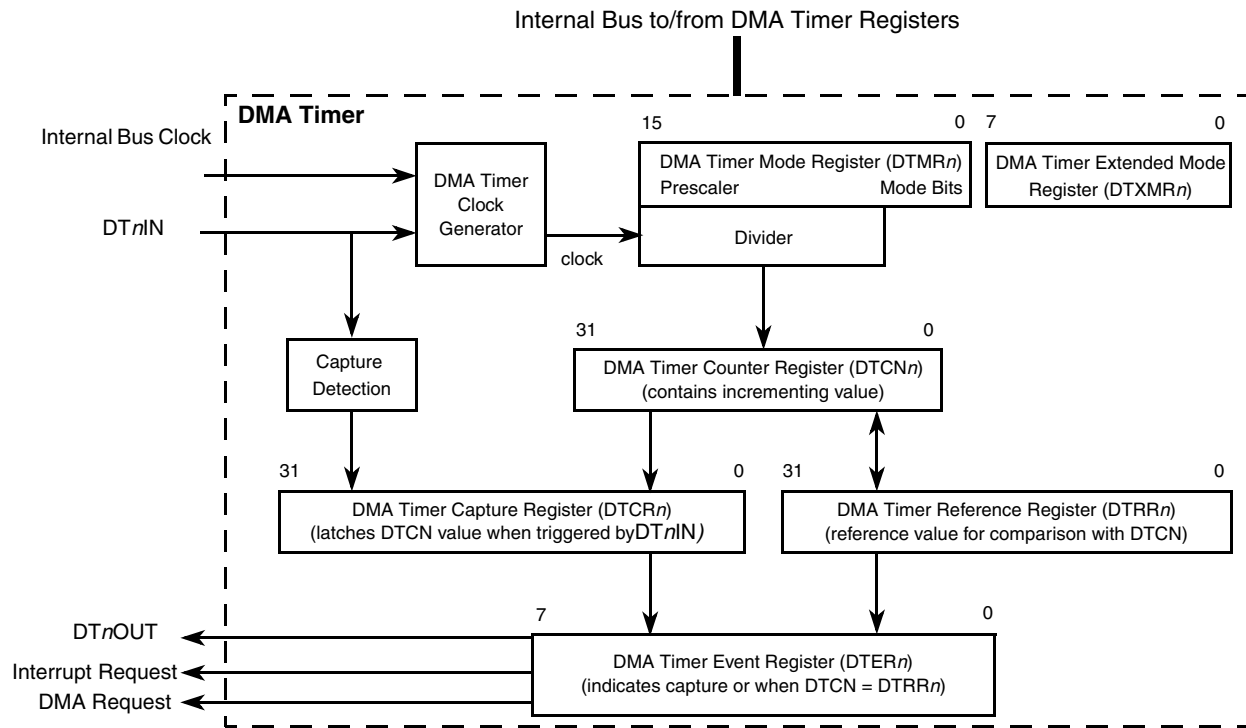 Internal Bus to/from DMA Timer Registers
DMA Timer
Internal Bus Clock
DTnIN
DMA Timer
Clock
Generator
clock
15 0
DMA Timer Mode Register (DTMRn)
Prescaler Mode Bits
Divider
7 0
DMA Timer Extended Mode
Register (DTXMRn)
Capture
Detection
31 0
DMA Timer Counter Register (DTCNn)
(contains incrementing value)
31 0
DMA Timer Capture Register (DTCRn)
(latches DTCN value when triggered byDTnIN)
31 0
DMA Timer Reference Register (DTRRn)
(reference value for comparison with DTCN)
7 0
DMA Timer Event Register (DTERn)
(indicates capture or when DTCN = DTRRn)
DTnOUT
Interrupt Request
DMA Request